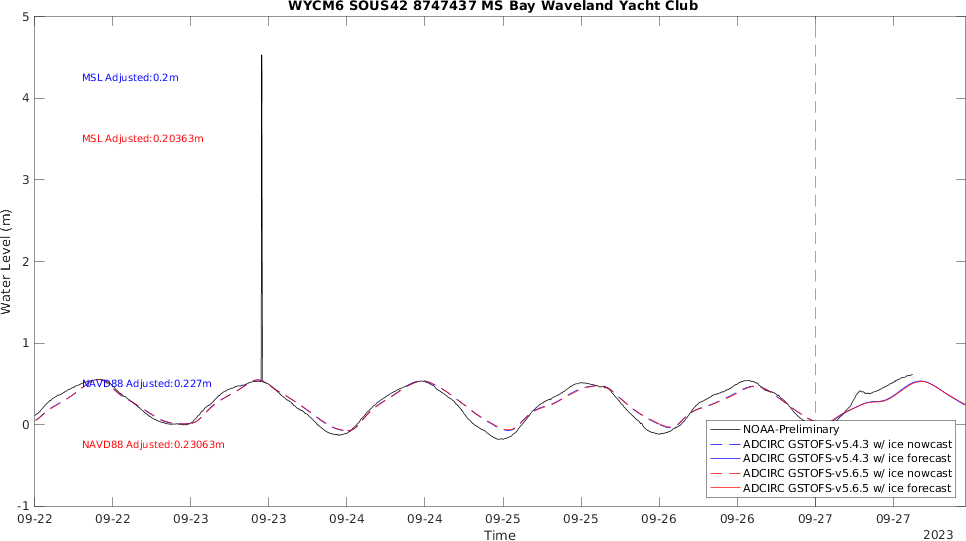 WYCM6 SOUS42 8747437 MS Bay Waveland Yacht Club
5
4
3
2
1
0
-1
Water Level (m)
MSL Adjusted:0.2m
MSL Adjusted:0.20363m
NAVD88 Adjusted:0.227m
NAVD88 Adjusted:0.23063m
NOAA-Preliminary
ADCIRC GSTOFS-v5.4.3 w/ ice nowcast
ADCIRC GSTOFS-v5.4.3 w/ ice forecast
ADCIRC GSTOFS-v5.6.5 w/ ice nowcast
ADCIRC GSTOFS-v5.6.5 w/ ice forecast
09-22 09-22 09-23 09-23 09-24 09-24 09-25 09-25 09-26 09-26 09-27 09-27
Time
2023